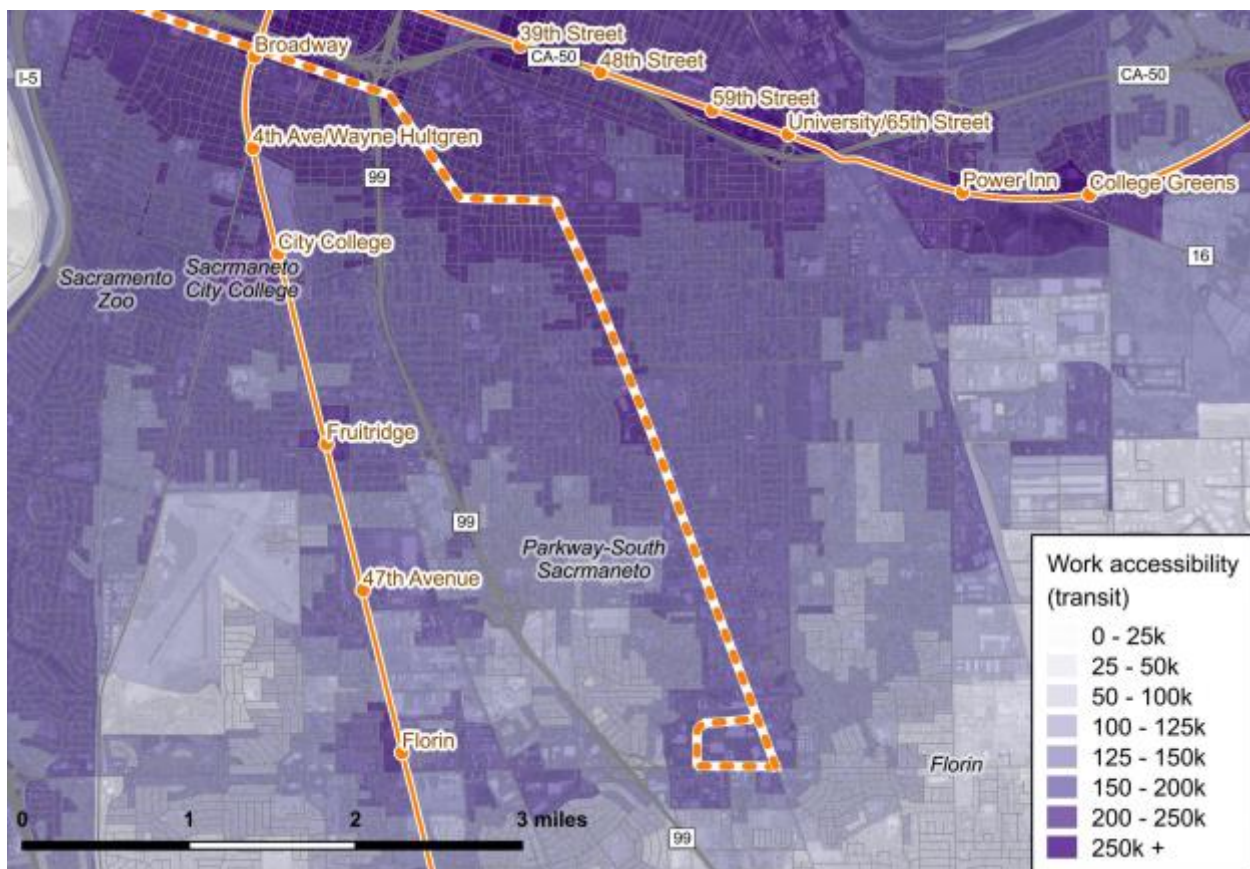 39th Street
Broadway
CA-50
48th Street
I-5
CA-50
59th Street
University/65th Street
4th Ave/Wayne Hultgren
99
Power Inn
College Greens
City College
16
Sacramento
Zoo
Sacrmaneto
City College
Fruitridge
99
Parkway-South
Sacrmaneto
47th Avenue
Florin
Florin
99
0 1 2 3 miles
Work accessibility
(transit)
0 - 25k
25 - 50k
50 - 100k
100 - 125k
125 - 150k
150 - 200k
200 - 250k
250k +